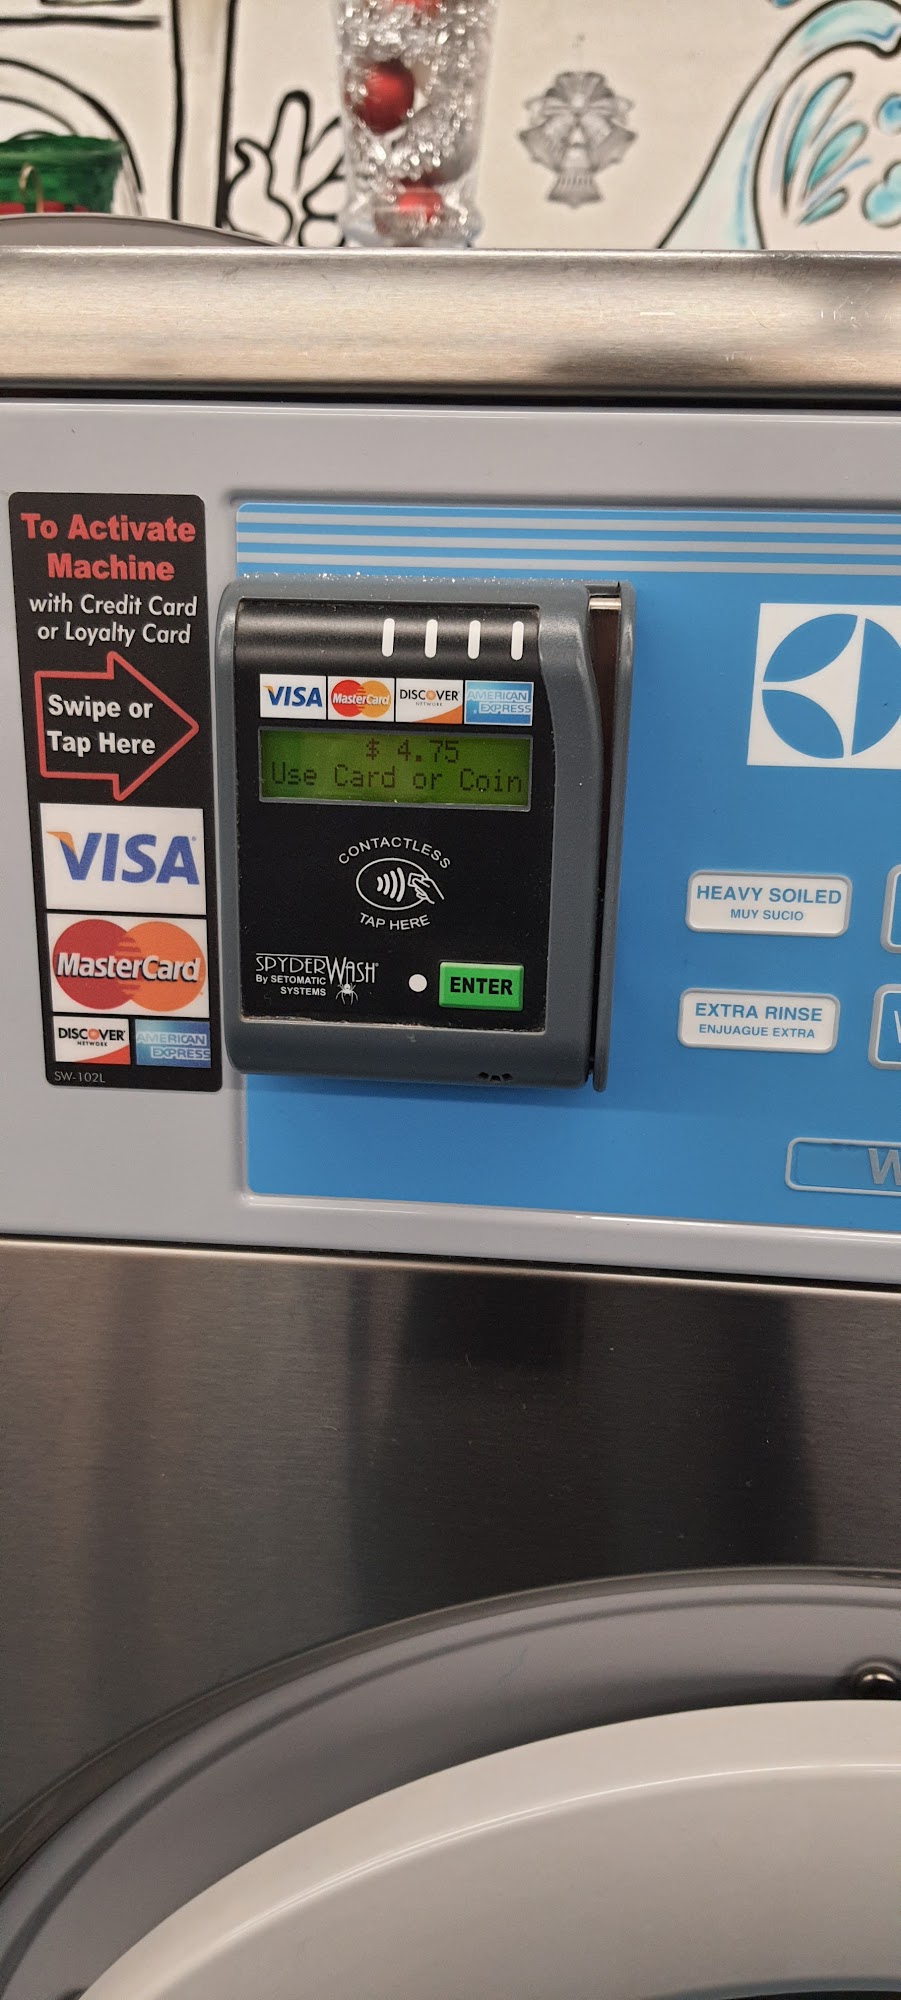 To Activate
Machine
with Credit Card
or Loyalty Card
Swipe or
Tap Here
VISA
MasterCard
DISCOVER
NETWORK
AMERICAN
EXPRESS
SW-102L
VISA
MasterCard
DISCOVER
NETWORK
AMERICAN
EXPRESS
$ 4.75
Use Card or Coin
CONTACTLESS
TAP HERE
SPYDERWASH®
By SETOMATIC
SYSTEMS
ENTER
HEAVY SOILED
MUY SUCIO
EXTRA RINSE
ENJUAGUE EXTRA